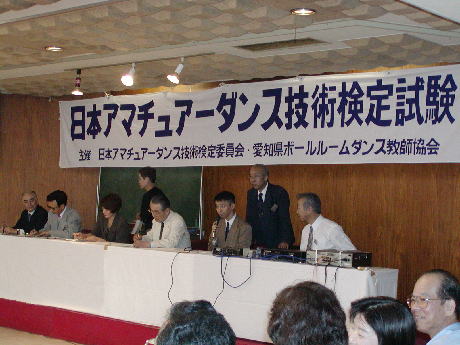 日本アマチュアーダンス技術検定試験
主催 日本アマチュアーダンス技術検定委員会・愛知県ボールルームダンス教師協会